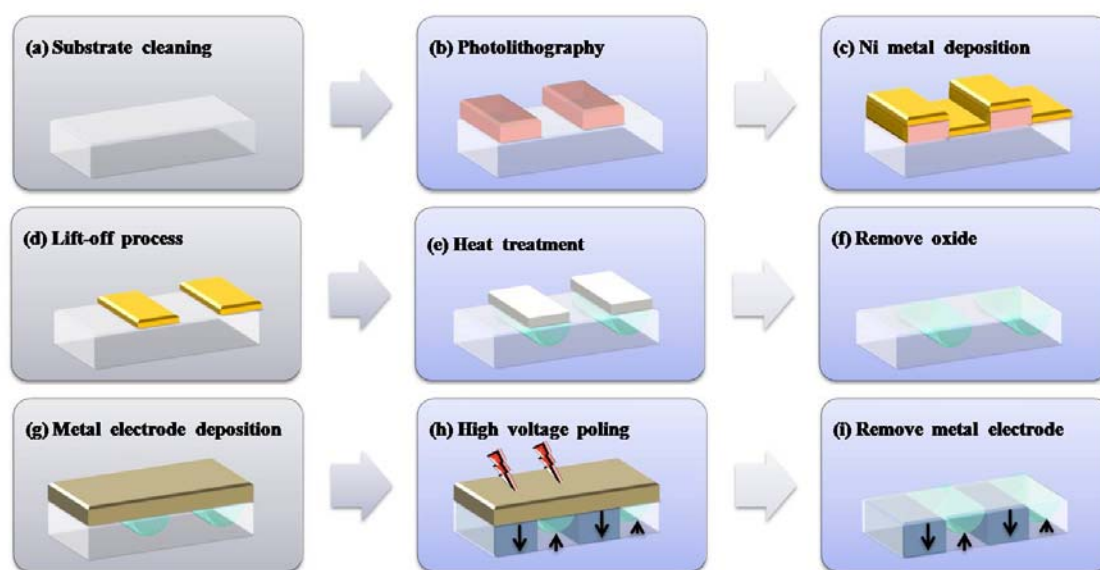 (a) Substrate cleaning
(b) Photolithography
(c) Ni metal deposition
(d) Lift-off process
(e) Heat treatment
(f) Remove oxide
(g) Metal electrode deposition
(h) High voltage poling
(i) Remove metal electrode